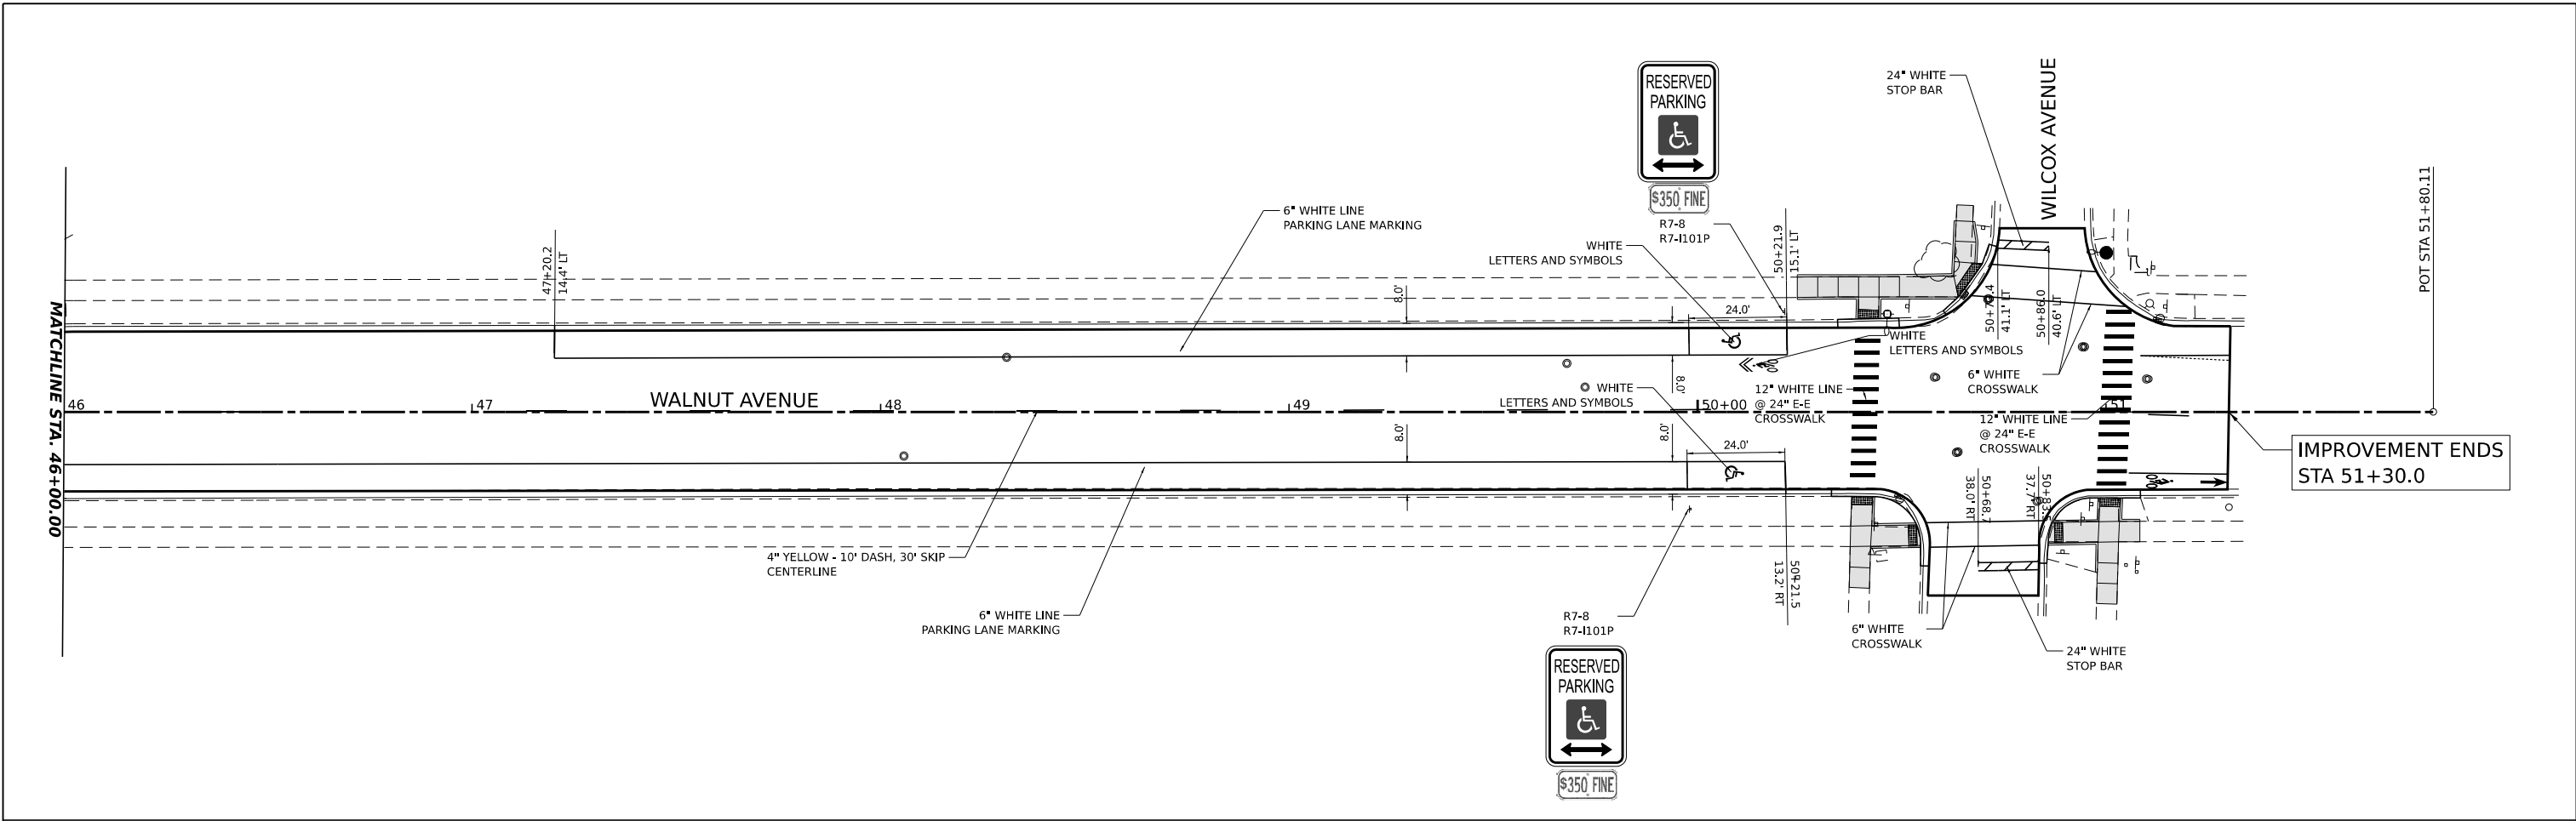 RESERVED
PARKING
$350 FINE
R7-8
R7-I101P
24" WHITE
STOP BAR
WILCOX AVENUE
POT STA 51+80.11
6" WHITE LINE
PARKING LANE MARKING
WHITE
LETTERS AND SYMBOLS
47+20.2
14.4' LT
50+21.9
15.1' LT
8.0'
24.0'
41.1' LT
50+86.0
40.6' LT
WHITE
LETTERS AND SYMBOLS
MATCHLINE STA. 46+00.00
46
47
WALNUT AVENUE
48
49
50+00
51
8.0'
WHITE
LETTERS AND SYMBOLS
12" WHITE LINE
@ 24" E-E
CROSSWALK
6" WHITE
CROSSWALK
12" WHITE LINE
@ 24" E-E
CROSSWALK
IMPROVEMENT ENDS
STA 51+30.0
8.0'
8.0'
24.0'
50+68.7
38.0' RT
37.7' RT
4" YELLOW - 10' DASH, 30' SKIP
CENTERLINE
6" WHITE LINE
PARKING LANE MARKING
50+21.5
13.2' RT
R7-8
R7-I101P
6" WHITE
CROSSWALK
24" WHITE
STOP BAR
RESERVED
PARKING
$350 FINE